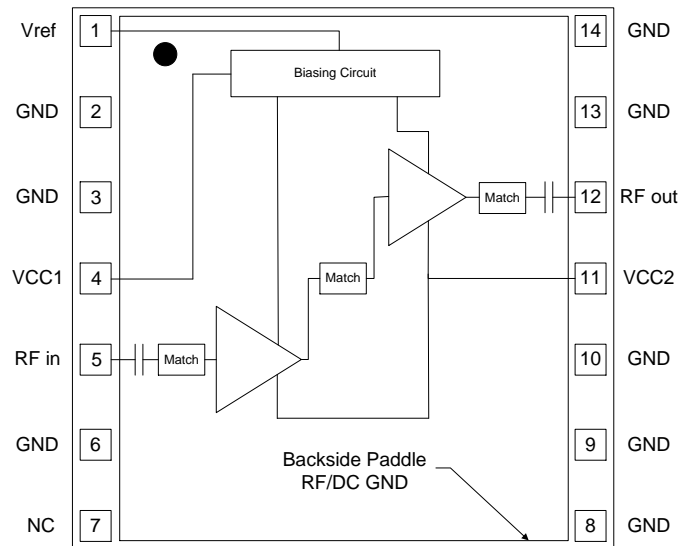 Vref 1 14 GND
Biasing Circuit
GND 2 13 GND
GND 3 Match 12 RF out
VCC1 4 Match 11 VCC2
RF in 5 Match 10 GND
GND 6 9 GND
Backside Paddle
RF/DC GND
NC 7 8 GND